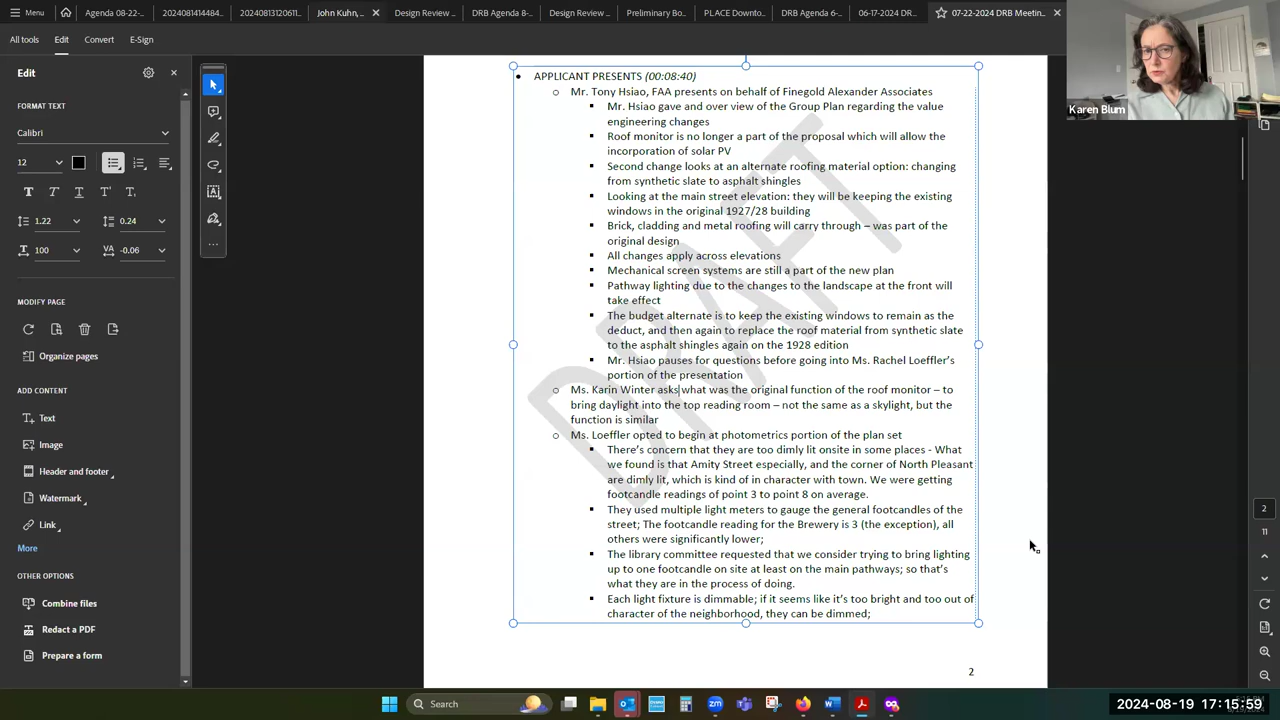 Menu
Agenda 08-22-...
202408141448​4...
20240813120611...
John Kuhn,...
Design Review ...
DRB Agenda 8-...
Design Review ...
Preliminary Bo...
PLACE Downto...
DRB Agenda 6-...
06-17-2024 DR...
07-22-2024 DRB Meetin...
All tools
Edit
Convert
E-Sign
Karen Blum
Edit
FORMAT TEXT
Calibri
12
1.22
0.24
100
-0.06
MODIFY PAGE
Organize pages
ADD CONTENT
Text
Image
Header and footer
Watermark
Link
More
OTHER OPTIONS
Combine files
Redact a PDF
Prepare a form
DRAFT
• APPLICANT PRESENTS (00:08:40)
o Mr. Tony Hsiao, FAA presents on behalf of Finegold Alexander Associates
▪ Mr. Hsiao gave and over view of the Group Plan regarding the value
engineering changes
▪ Roof monitor is no longer a part of the proposal which will allow the
incorporation of solar PV
▪ Second change looks at an alternate roofing material option: changing
from synthetic slate to asphalt shingles
▪ Looking at the main street elevation: they will be keeping the existing
windows in the original 1927/28 building
▪ Brick, cladding and metal roofing will carry through – was part of the
original design
▪ All changes apply across elevations
▪ Mechanical screen systems are still a part of the new plan
▪ Pathway lighting due to the changes to the landscape at the front will
take effect
▪ The budget alternate is to keep the existing windows to remain as the
deduct, and then again to replace the roof material from synthetic slate
to the asphalt shingles again on the 1928 edition
▪ Mr. Hsiao pauses for questions before going into Ms. Rachel Loeffler's
portion of the presentation
o Ms. Karin Winter asks what was the original function of the roof monitor – to
bring daylight into the top reading room – not the same as a skylight, but the
function is similar
o Ms. Loeffler opted to begin at photometrics portion of the plan set
▪ There's concern that they are too dimly lit onsite in some places - What
we found is that Amity Street especially, and the corner of North Pleasant
are dimly lit, which is kind of in character with town. We were getting
footcandle readings of point 3 to point 8 on average.
▪ They used multiple light meters to gauge the general footcandles of the
street; The footcandle reading for the Brewery is 3 (the exception), all
others were significantly lower;
▪ The library committee requested that we consider trying to bring lighting
up to one footcandle on site at least on the main pathways; so that's
what they are in the process of doing.
▪ Each light fixture is dimmable; if it seems like it's too bright and too out of
character of the neighborhood, they can be dimmed;
2
2
11
Search
2024-08-19 17:15:59